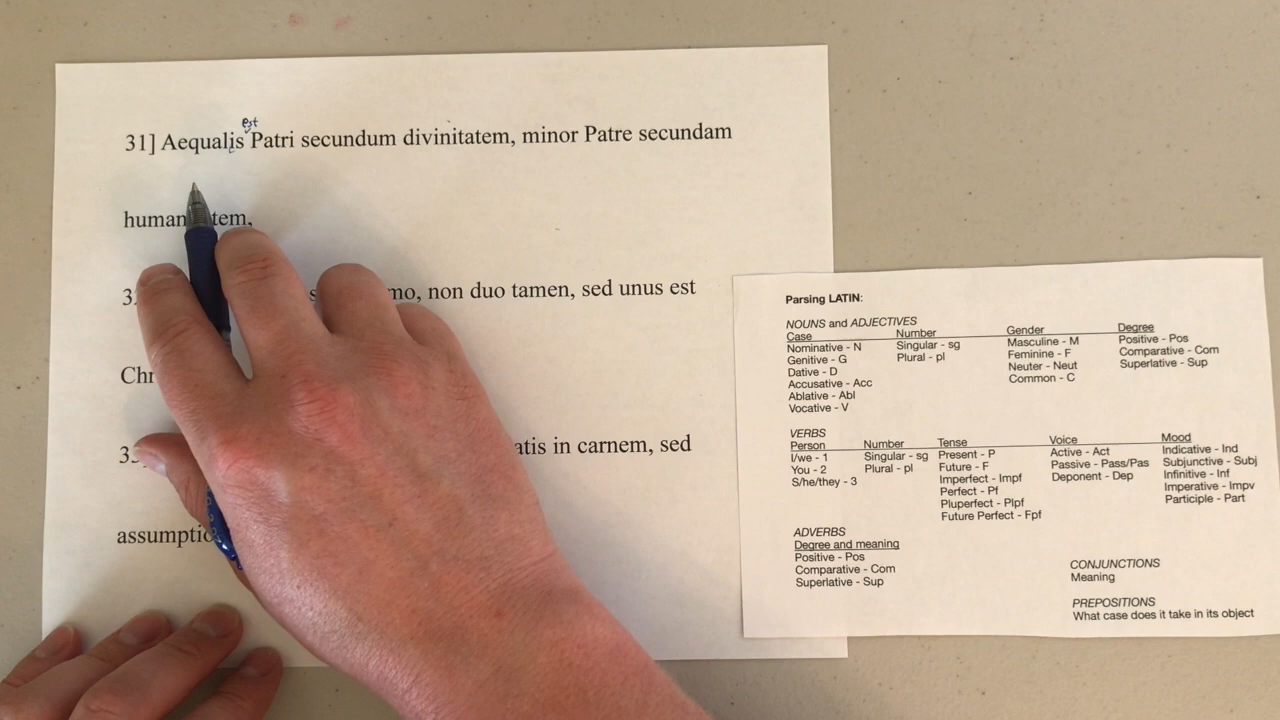 est
31] Aequalis Patri secundum divinitatem, minor Patre secundam
tem,
mo, non duo tamen, sed unus est
atis in carnem, sed
Parsing LATIN:
NOUNS and ADJECTIVES
Case Number Gender Degree
Nominative - N Singular - sg Masculine - M Positive - Pos
Genitive - G Plural - pl Feminine - F Comparative - Com
Dative - D Neuter - Neut Superlative - Sup
Accusative - Acc Common - C
Ablative - Abl
Vocative - V
VERBS
Person Number Tense Voice Mood
I/we - 1 Singular - sg Present - P Active - Act Indicative - Ind
You - 2 Plural - pl Future - F Passive - Pass/Pas Subjunctive - Subj
S/he/they - 3 Imperfect - Impf Deponent - Dep Infinitive - Inf
Perfect - Pf Imperative - Impv
Pluperfect - Plpf Participle - Part
Future Perfect - Fpf
ADVERBS
Degree and meaning
Positive - Pos
Comparative - Com
Superlative - Sup
CONJUNCTIONS
Meaning
PREPOSITIONS
What case does it take in its object